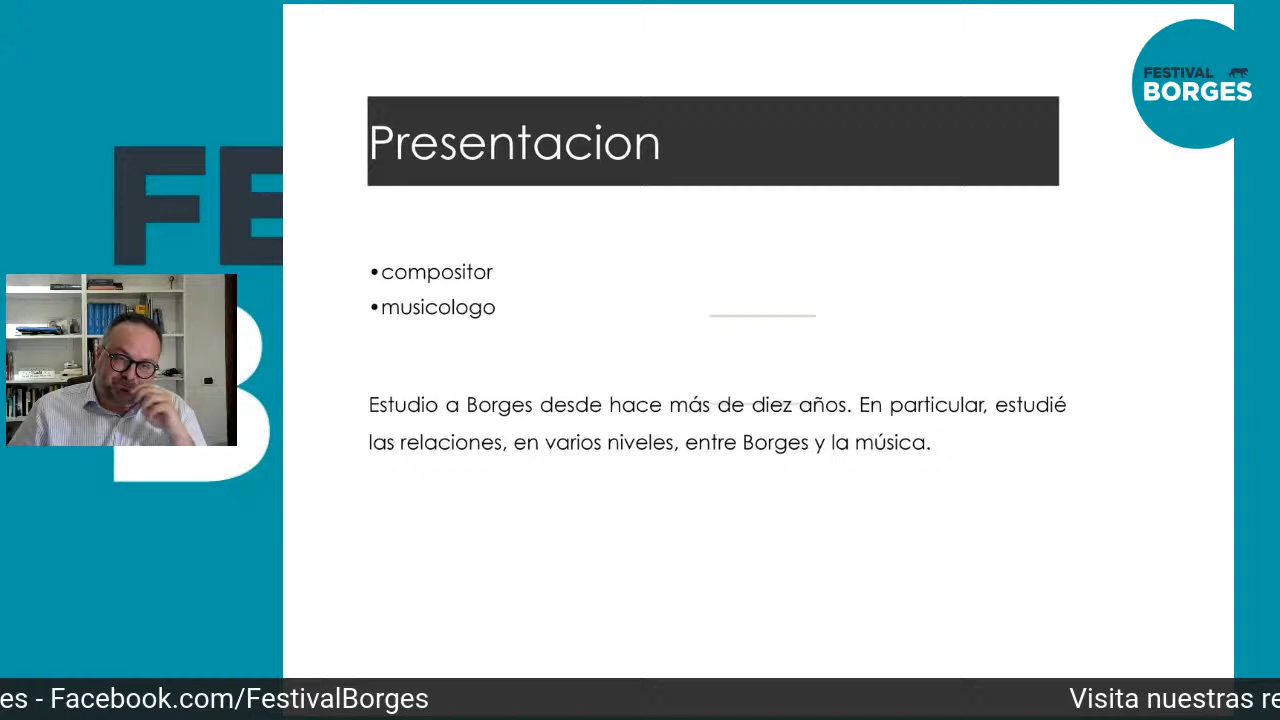 FESTIVAL
BORGES
Presentacion
•compositor
•musicologo
Estudio a Borges desde hace más de diez años. En particular, estudié
las relaciones, en varios niveles, entre Borges y la música.
FE
B
es - Facebook.com/FestivalBorges
Visita nuestras re